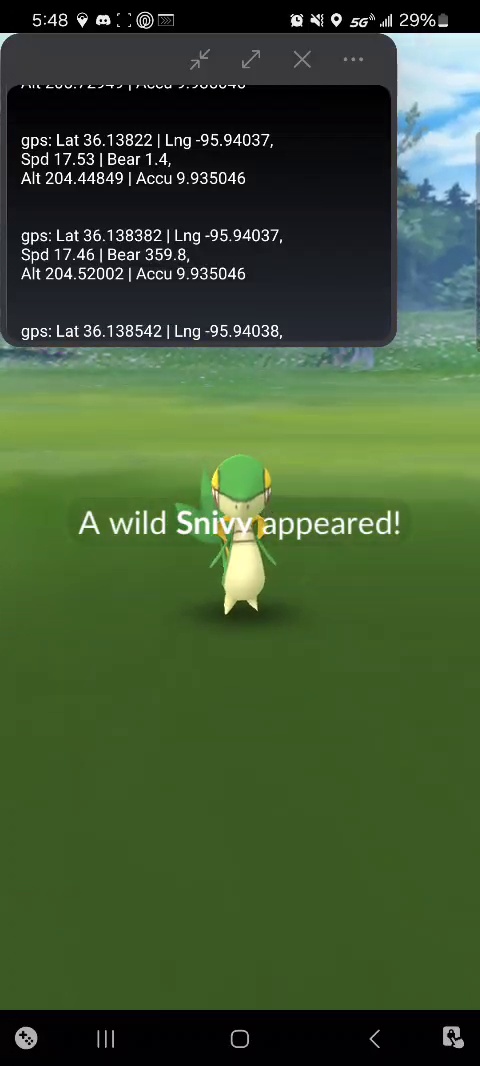 5:48
5G 29%
gps: Lat 36.13822 | Lng -95.94037,
Spd 17.53 | Bear 1.4,
Alt 204.44849 | Accu 9.935046
gps: Lat 36.138382 | Lng -95.94037,
Spd 17.46 | Bear 359.8,
Alt 204.52002 | Accu 9.935046
gps: Lat 36.138542 | Lng -95.94038,
A wild Snivy appeared!